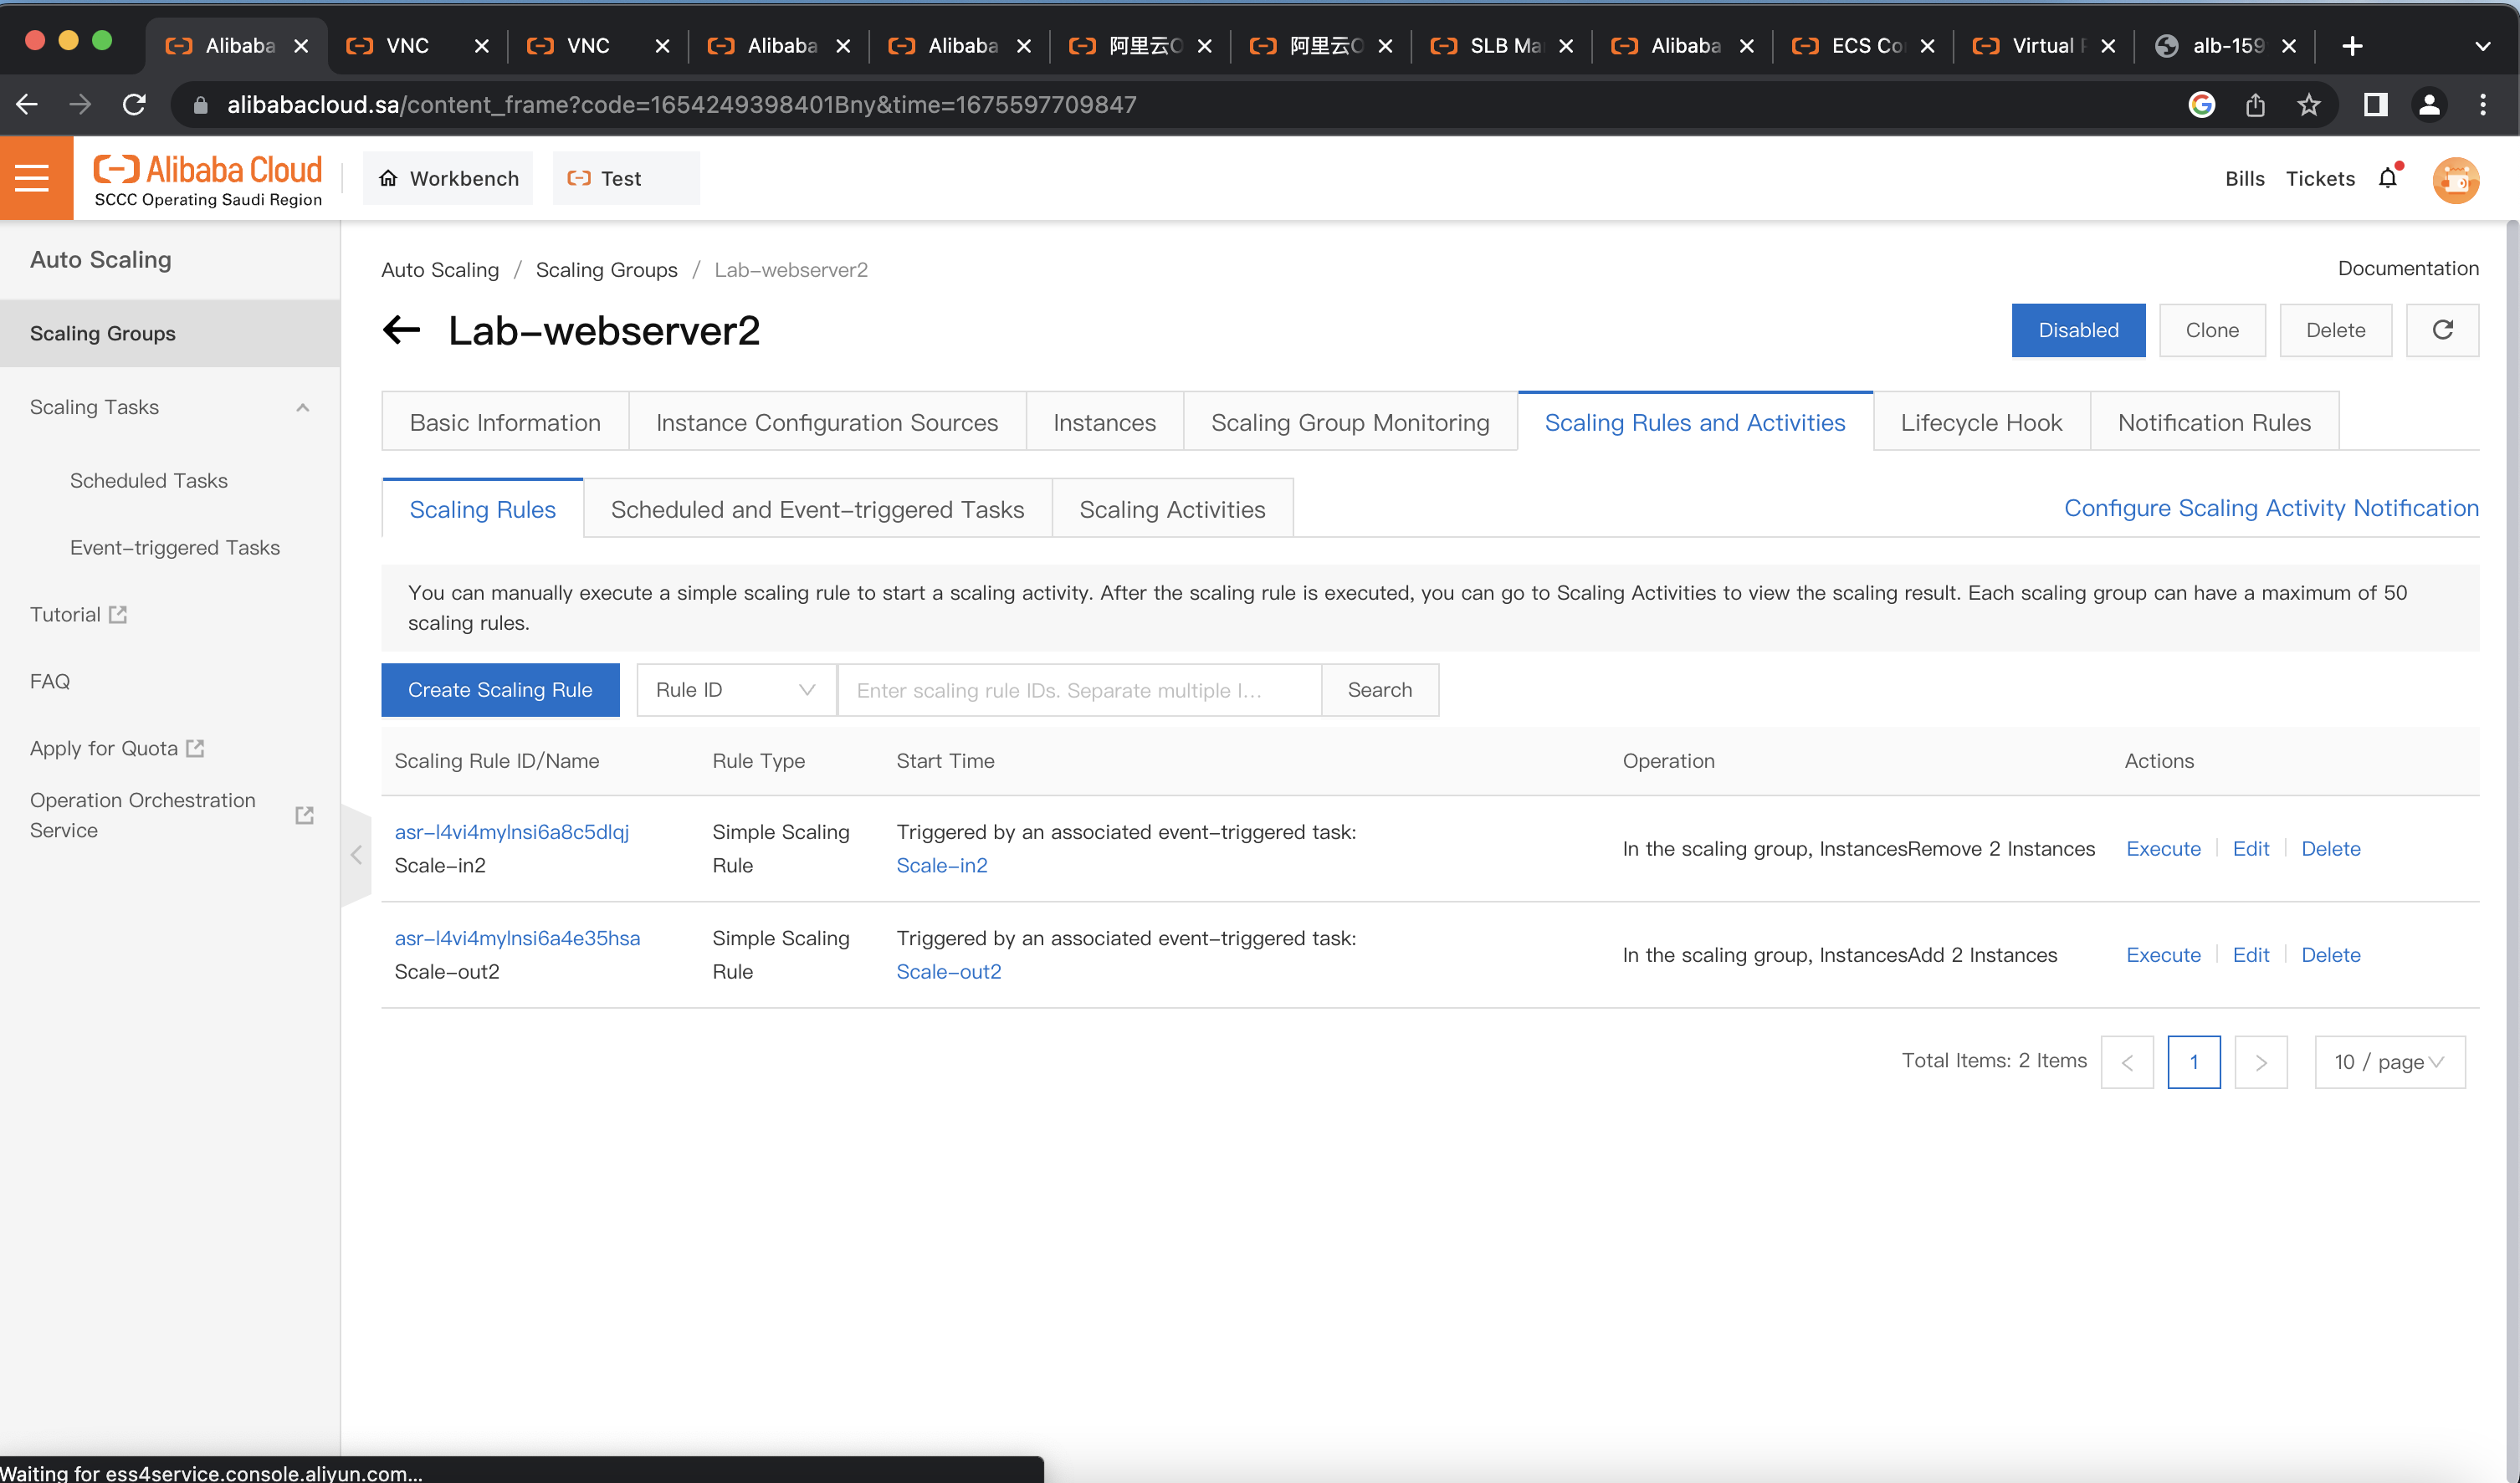 Alibaba
VNC
VNC
Alibaba
Alibaba
阿里云
阿里云
SLB Ma
Alibaba
ECS Co
Virtual
alb-159
alibabacloud.sa/content_frame?code=1654249398401Bny&time=1675597709847
Alibaba Cloud
SCCC Operating Saudi Region
Workbench
Test
Bills
Tickets
Auto Scaling
Scaling Groups
Scaling Tasks
Scheduled Tasks
Event-triggered Tasks
Tutorial
FAQ
Apply for Quota
Operation Orchestration
Service
Auto Scaling / Scaling Groups / Lab-webserver2
Documentation
Lab-webserver2
Disabled
Clone
Delete
Basic Information
Instance Configuration Sources
Instances
Scaling Group Monitoring
Scaling Rules and Activities
Lifecycle Hook
Notification Rules
Scaling Rules
Scheduled and Event-triggered Tasks
Scaling Activities
Configure Scaling Activity Notification
You can manually execute a simple scaling rule to start a scaling activity. After the scaling rule is executed, you can go to Scaling Activities to view the scaling result. Each scaling group can have a maximum of 50
scaling rules.
Create Scaling Rule
Rule ID
Enter scaling rule IDs. Separate multiple I...
Search
Scaling Rule ID/Name
Rule Type
Start Time
Operation
Actions
asr-l4vi4mylnsi6a8c5dlqj
Scale-in2
Simple Scaling
Rule
Triggered by an associated event-triggered task:
Scale-in2
In the scaling group, InstancesRemove 2 Instances
Execute
Edit
Delete
asr-l4vi4mylnsi6a4e35hsa
Scale-out2
Simple Scaling
Rule
Triggered by an associated event-triggered task:
Scale-out2
In the scaling group, InstancesAdd 2 Instances
Execute
Edit
Delete
Total Items: 2 Items
1
10 / page
Waiting for ess4service.console.aliyun.com...